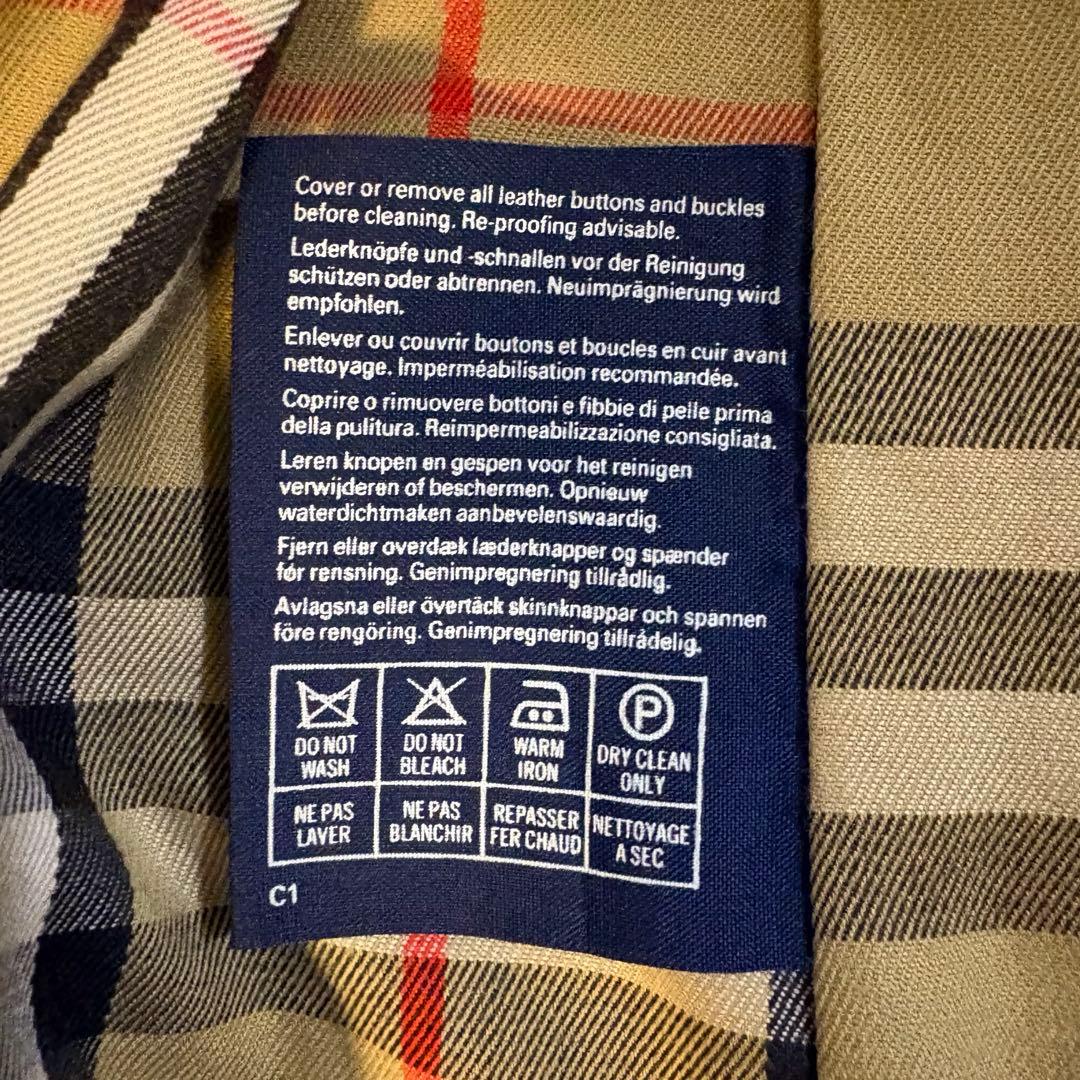 Cover or remove all leather buttons and buckles
before cleaning. Re-proofing advisable.
Lederknöpfe und -schnallen vor der Reinigung
schützen oder abtrennen. Neuimprägnierung wird
empfohlen.
Enlever ou couvrir boutons et boucles en cuir avant
nettoyage. Imperméabilisation recommandée.
Coprire o rimuovere bottoni e fibbie di pelle prima
della pulitura. Reimpermeabilizzazione consigliata.
Leren knopen en gespen voor het reinigen
verwijderen of beschermen. Opnieuw
waterdichtmaken aanbevelenswaardig.
Fjern eller overdæk læderknapper og spænder
før rensning. Genimpregnering tillrådlig.
Avlagsna eller övertäck skinnknappar och spännen
före rengöring. Genimpregnering tillrådelig.
DO NOT WASH
DO NOT BLEACH
WARM IRON
P
DRY CLEAN ONLY
NE PAS LAVER
NE PAS BLANCHIR
REPASSER FER CHAUD
NETTOYAGE A SEC
C1